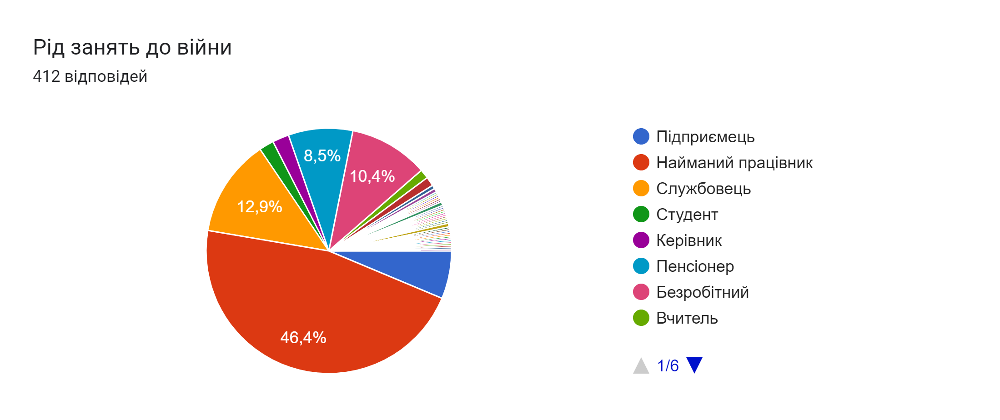 Рід занять до війни
412 відповідей
8,5%
10,4%
12,9%
46,4%
Підприємець
Найманий працівник
Службовець
Студент
Керівник
Пенсіонер
Безробітний
Вчитель
1/6